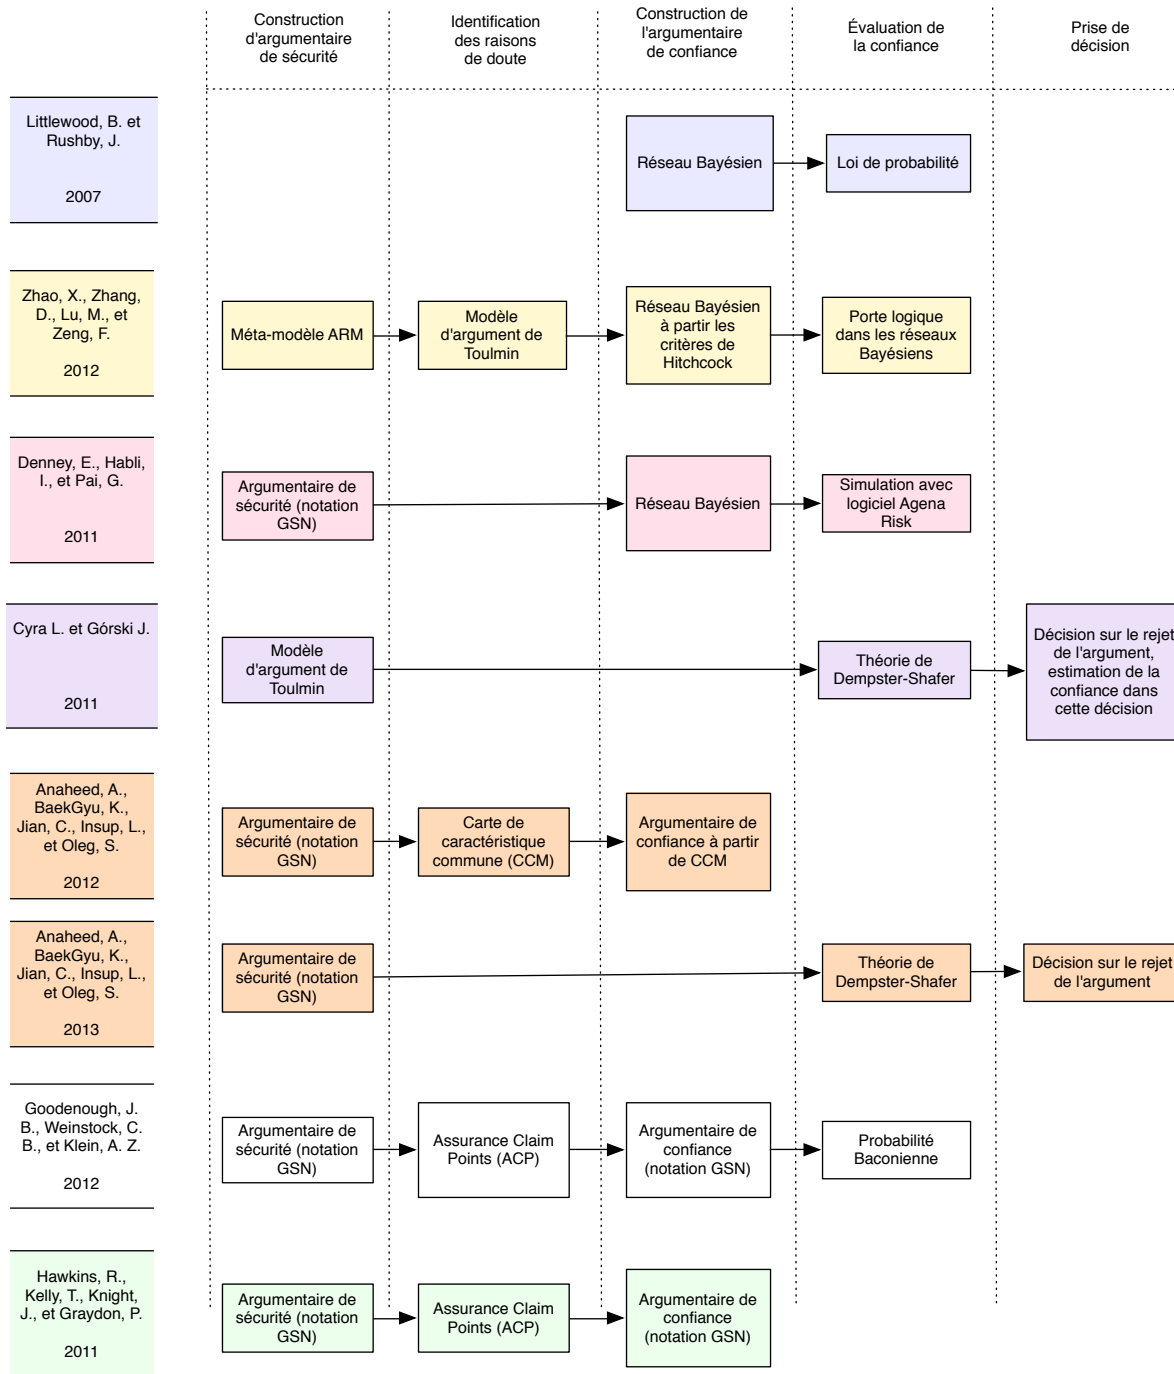 Construction
d'argumentaire
de sécurité
Identification
des raisons
de doute
Construction de
l'argumentaire
de confiance
Évaluation de
la confiance
Prise de
décision
Littlewood, B. et
Rushby, J.
2007
Réseau Bayésien
Loi de probabilité
Zhao, X., Zhang,
D., Lu, M., et
Zeng, F.
2012
Méta-modèle ARM
Modèle
d'argument de
Toulmin
Réseau Bayésien
à partir les
critères de
Hitchcock
Porte logique
dans les réseaux
Bayésiens
Denney, E., Habli,
I., et Pai, G.
2011
Argumentaire de
sécurité (notation
GSN)
Réseau Bayésien
Simulation avec
logiciel Agena
Risk
Cyra L. et Górski J.
2011
Modèle
d'argument de
Toulmin
Théorie de
Dempster-Shafer
Décision sur le rejet
de l'argument,
estimation de la
confiance dans
cette décision
Anaheed, A.,
BaekGyu, K.,
Jian, C., Insup, L.,
et Oleg, S.
2012
Argumentaire de
sécurité (notation
GSN)
Carte de
caractéristique
commune (CCM)
Argumentaire de
confiance à partir
de CCM
Anaheed, A.,
BaekGyu, K.,
Jian, C., Insup, L.,
et Oleg, S.
2013
Argumentaire de
sécurité (notation
GSN)
Théorie de
Dempster-Shafer
Décision sur le rejet
de l'argument
Goodenough, J.
B., Weinstock, C.
B., et Klein, A. Z.
2012
Argumentaire de
sécurité (notation
GSN)
Assurance Claim
Points (ACP)
Argumentaire de
confiance
(notation GSN)
Probabilité
Baconienne
Hawkins, R.,
Kelly, T., Knight,
J., et Graydon, P.
2011
Argumentaire de
sécurité (notation
GSN)
Assurance Claim
Points (ACP)
Argumentaire de
confiance
(notation GSN)